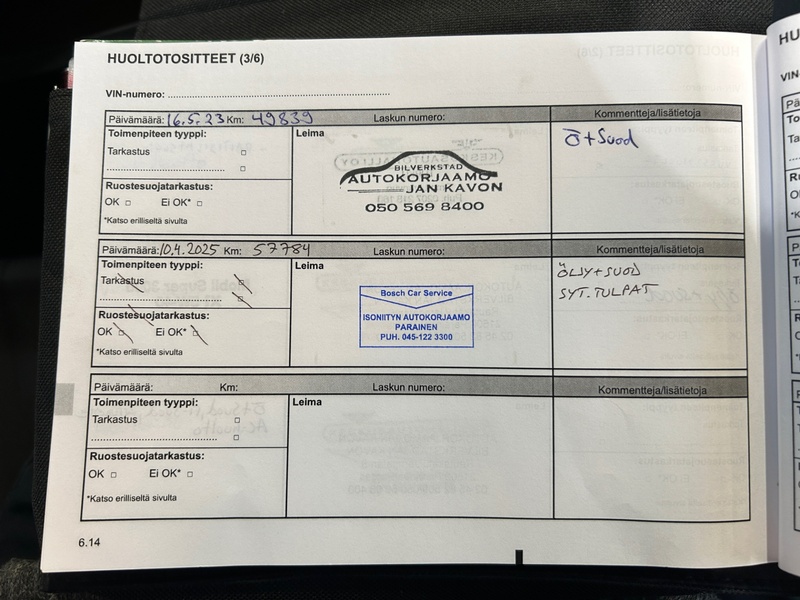 HUOLTOTOSITTEET (3/6)
VIN-numero: ........................................
Päivämäärä: 16.5.23 Km: 49839 Laskun numero: Kommentteja/lisätietoja
Toimenpiteen tyyppi:
Tarkastus
Ruostesuojatarkastus:
OK Ei OK*
*Katso erilliseltä sivulta
Leima
BILVERKSTAD
AUTOKORJAAMO
JAN KAVON
050 569 8400
Ö+Suod
Päivämäärä: 10.4.2025 Km: 57784 Laskun numero: Kommentteja/lisätietoja
Toimenpiteen tyyppi:
Tarkastus
Ruostesuojatarkastus:
OK Ei OK*
*Katso erilliseltä sivulta
Leima
Bosch Car Service
ISONIITYN AUTOKORJAAMO
PARAINEN
PUH. 045-122 3300
ÖLJY+SUOD
SYT.TULPAT
Päivämäärä: Km: Laskun numero: Kommentteja/lisätietoja
Toimenpiteen tyyppi:
Tarkastus
Ruostesuojatarkastus:
OK Ei OK*
*Katso erilliseltä sivulta
Leima
6.14
HU
VIN-